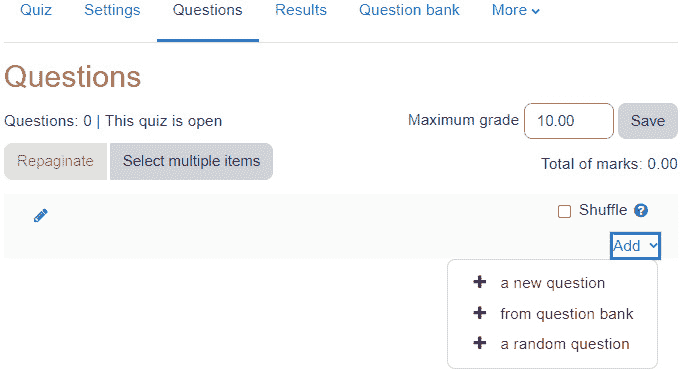 Quiz Settings Questions Results Question bank More
Questions
Questions: 0 | This quiz is open
Maximum grade 10.00 Save
Repaginate Select multiple items
Total of marks: 0.00
Shuffle ?
Add
+ a new question
+ from question bank
+ a random question